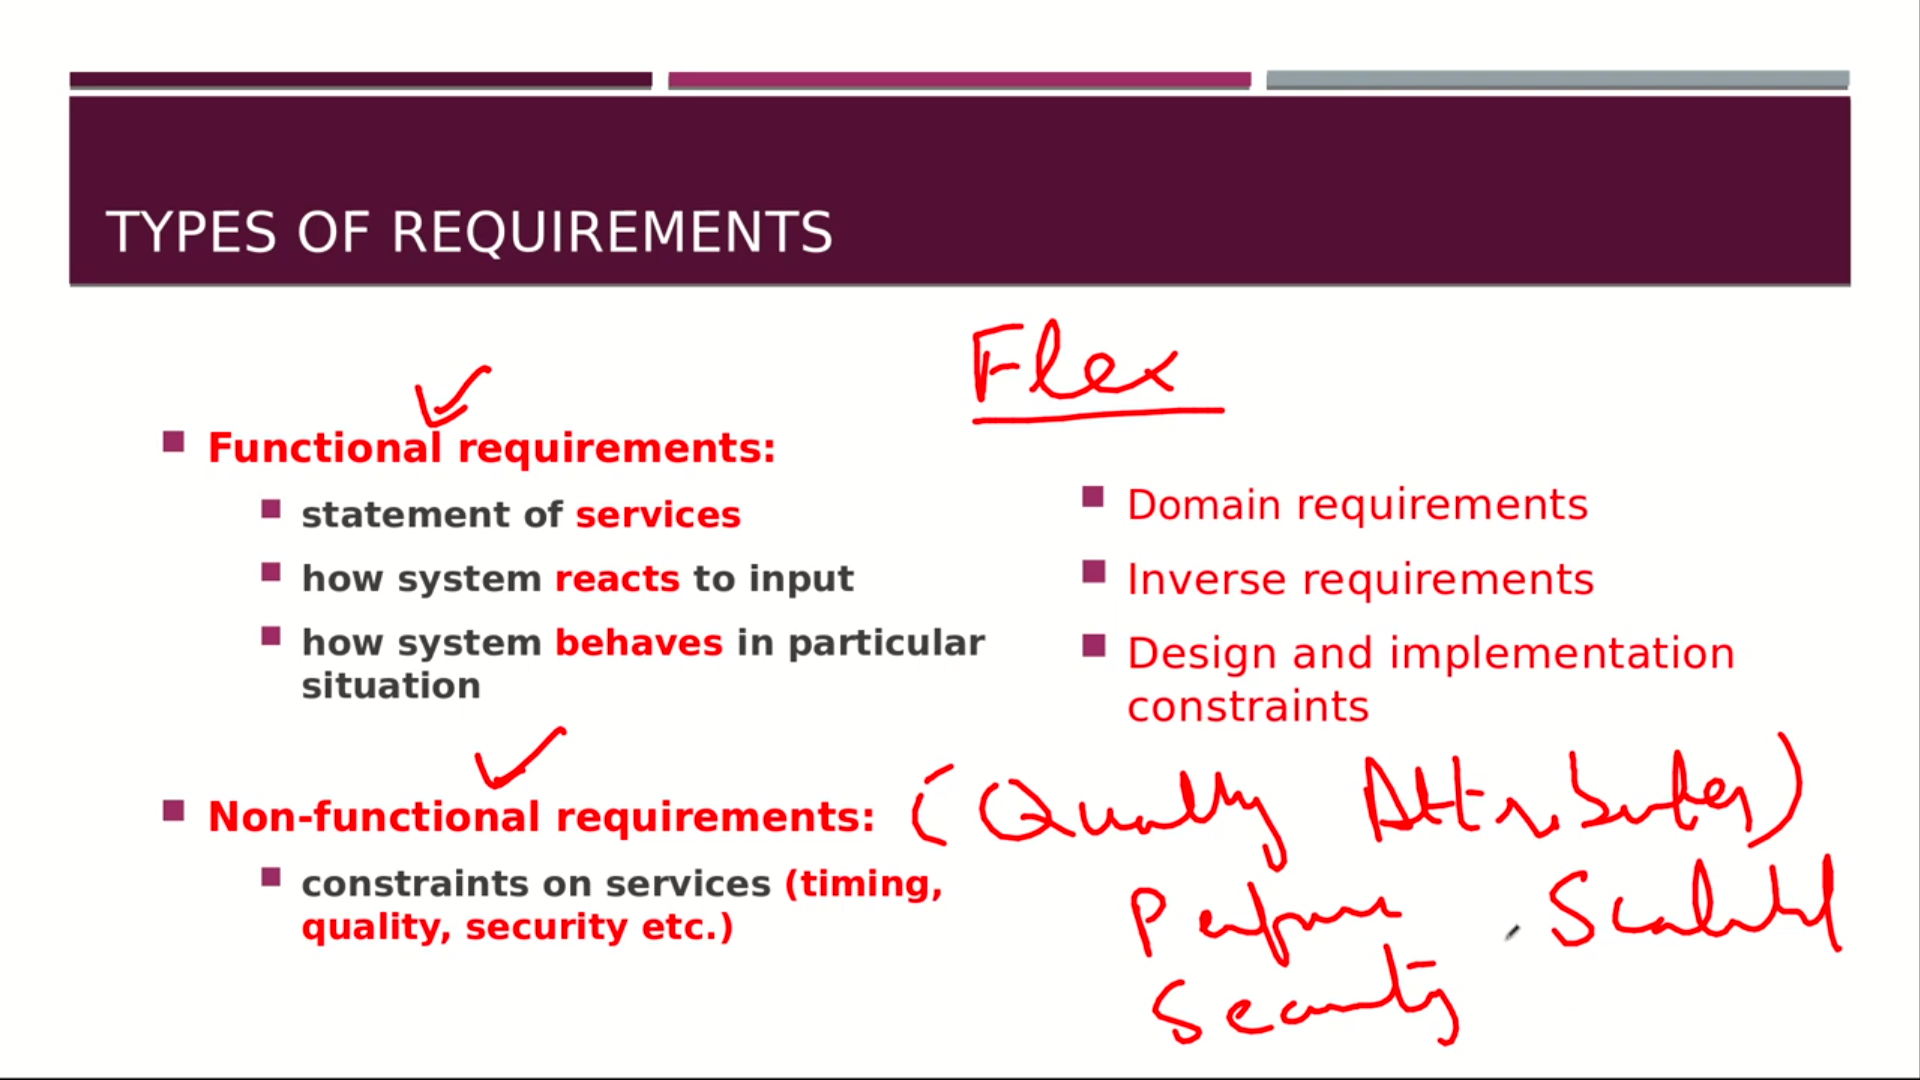 TYPES OF REQUIREMENTS
Flex
Functional requirements:
statement of services
how system reacts to input
how system behaves in particular
situation
Non-functional requirements:
constraints on services (timing,
quality, security etc.)
Domain requirements
Inverse requirements
Design and implementation
constraints
(Quality Attributes)
Security